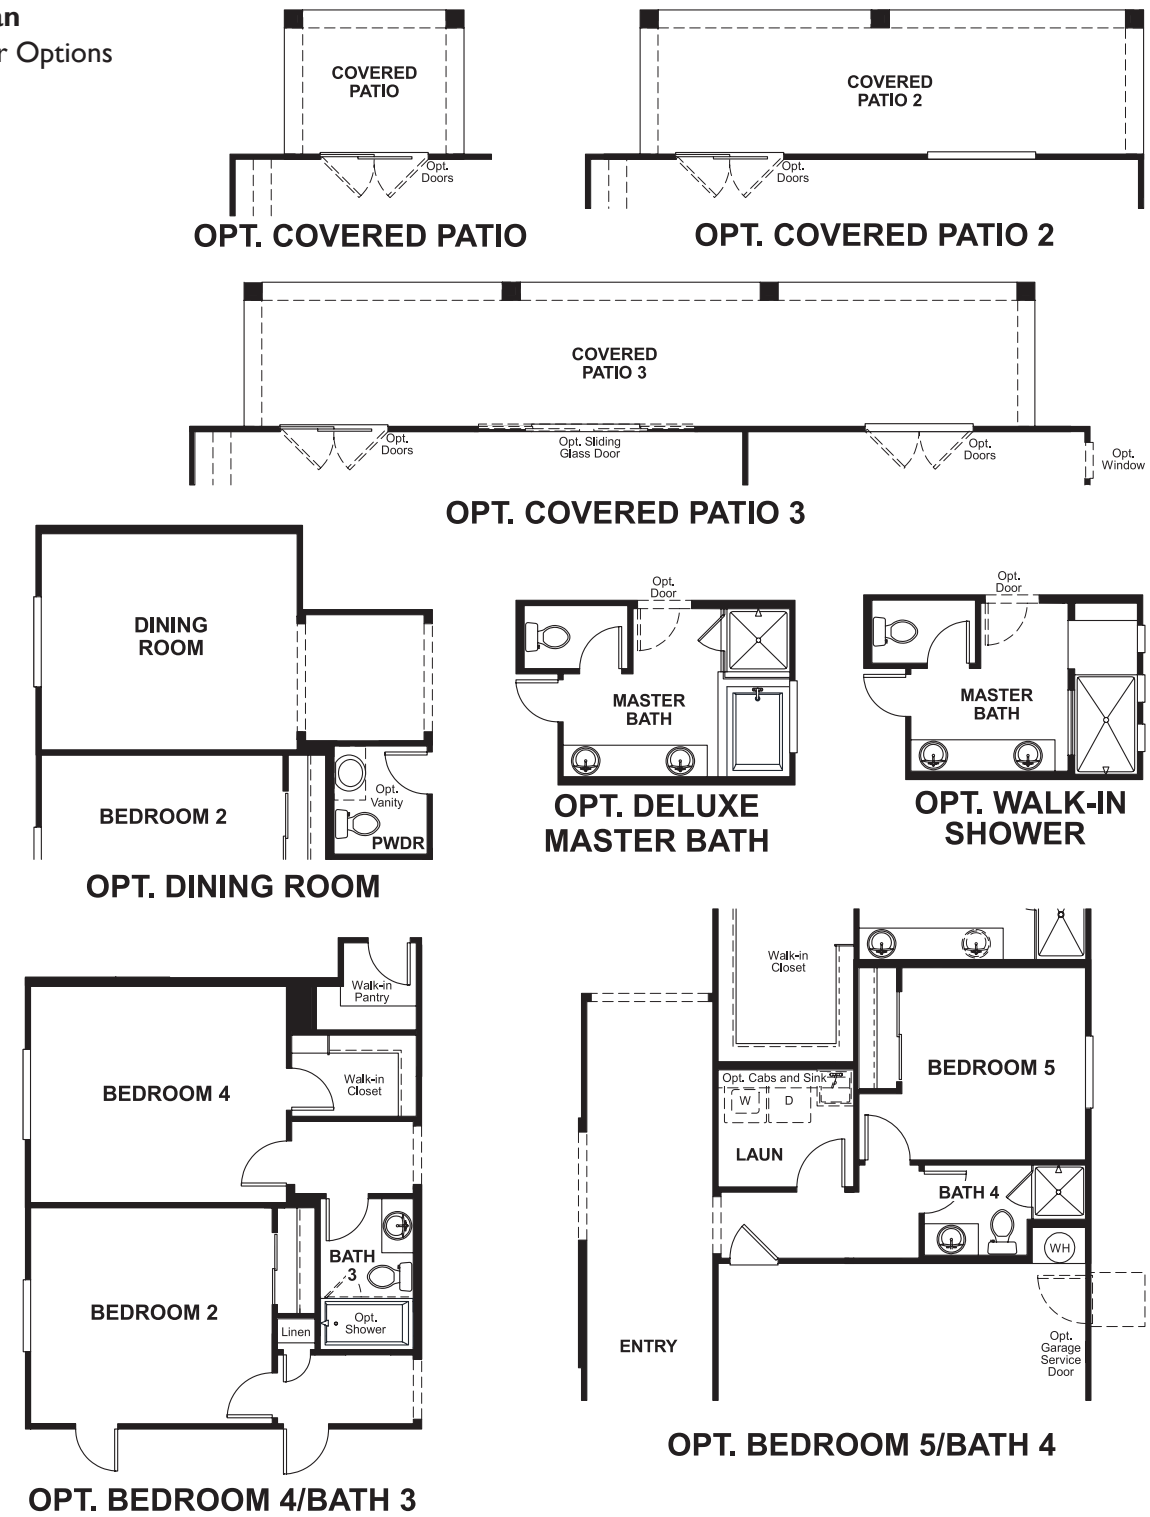 an
r Options
COVERED
PATIO
Opt.
Doors
OPT. COVERED PATIO
COVERED
PATIO 2
Opt.
Doors
OPT. COVERED PATIO 2
COVERED
PATIO 3
Opt.
Doors
Opt. Sliding
Glass Door
Opt.
Doors
Opt.
Window
OPT. COVERED PATIO 3
DINING
ROOM
BEDROOM 2
Opt.
Vanity
PWDR
OPT. DINING ROOM
Opt.
Door
MASTER
BATH
OPT. DELUXE
MASTER BATH
Opt.
Door
MASTER
BATH
OPT. WALK-IN
SHOWER
Walk-in
Pantry
BEDROOM 4
Walk-in
Closet
BATH
3
BEDROOM 2
Opt.
Shower
Linen
OPT. BEDROOM 4/BATH 3
Walk-in
Closet
BEDROOM 5
Opt. Cabs and Sink
W
D
LAUN
BATH 4
WH
ENTRY
Opt.
Garage
Service
Door
OPT. BEDROOM 5/BATH 4